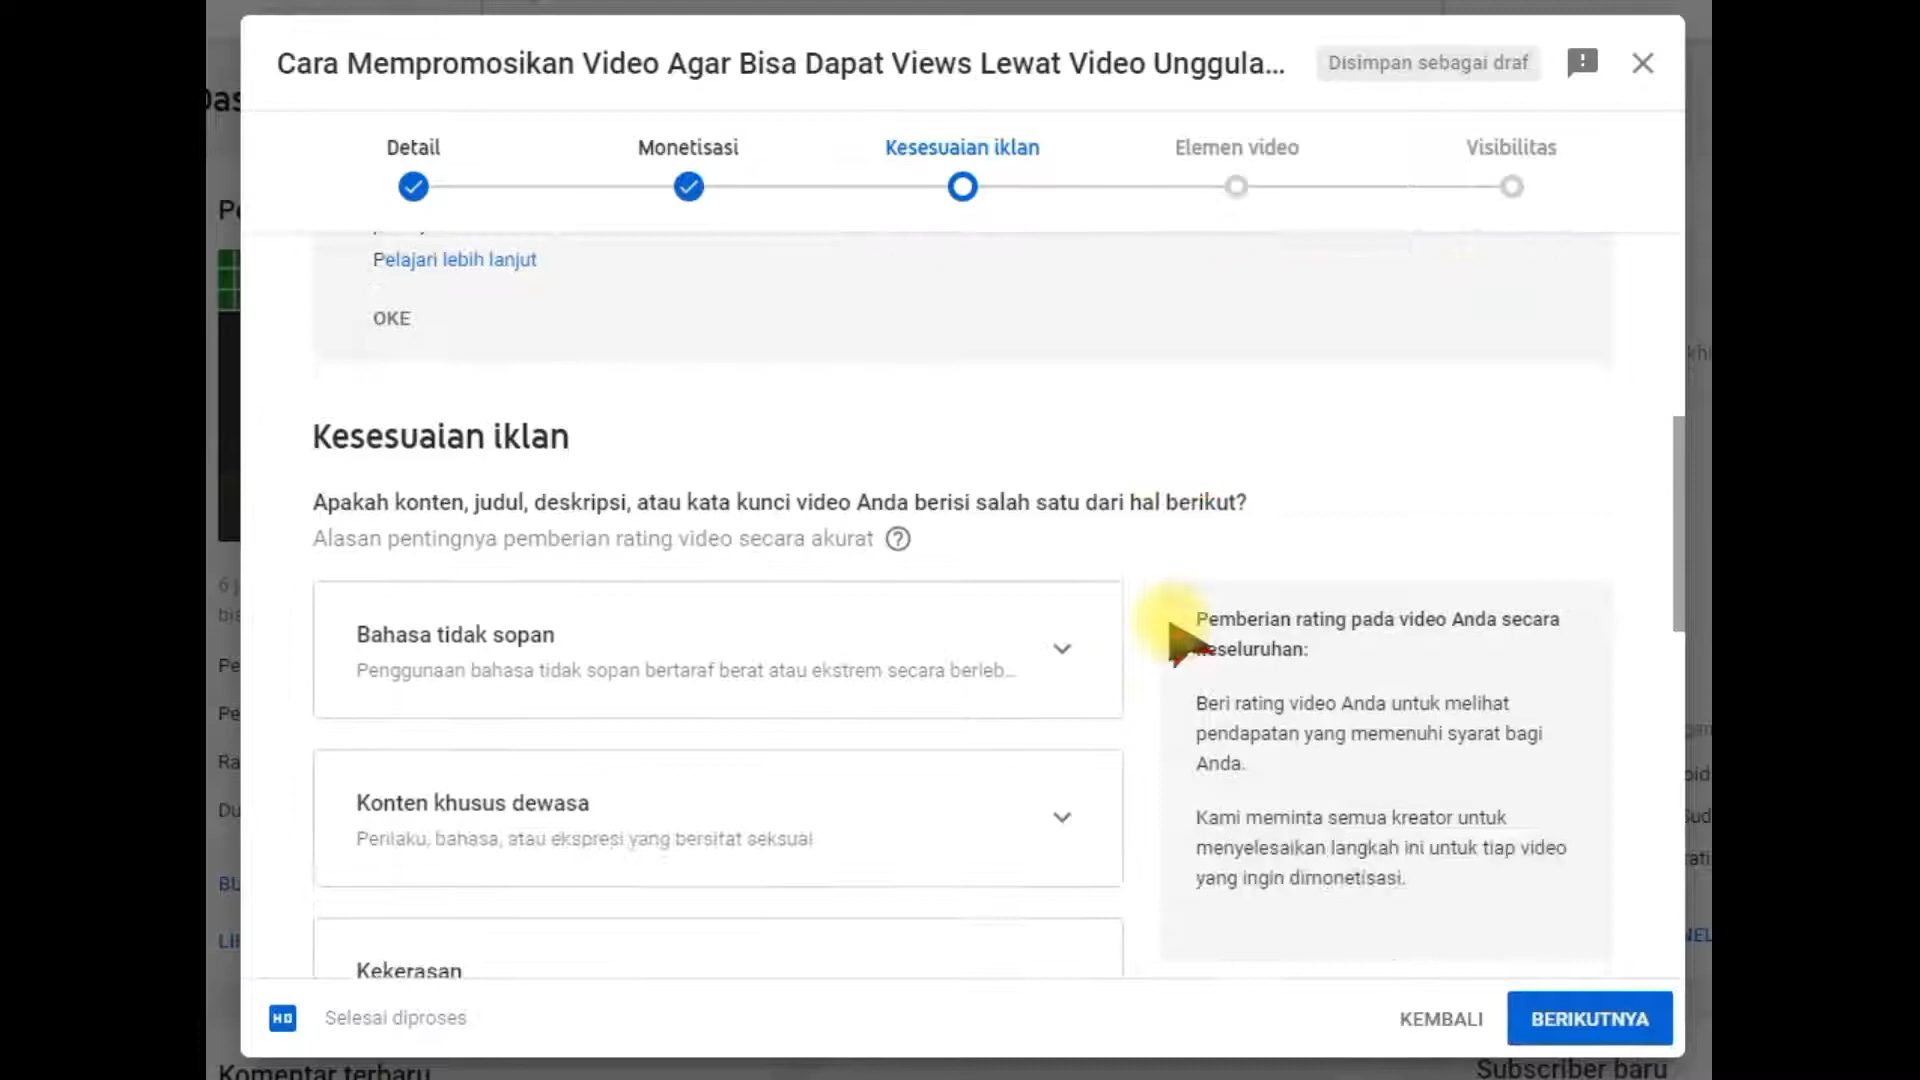 Cara Mempromosikan Video Agar Bisa Dapat Views Lewat Video Unggula...
Disimpan sebagai draf
Detail
Monetisasi
Kesesuaian iklan
Elemen video
Visibilitas
Pelajari lebih lanjut
OKE
Kesesuaian iklan
Apakah konten, judul, deskripsi, atau kata kunci video Anda berisi salah satu dari hal berikut?
Alasan pentingnya pemberian rating video secara akurat
Bahasa tidak sopan
Penggunaan bahasa tidak sopan bertaraf berat atau ekstrem secara berleb...
Konten khusus dewasa
Perilaku, bahasa, atau ekspresi yang bersifat seksual
Kekerasan
Pemberian rating pada video Anda secara
keseluruhan:
Beri rating video Anda untuk melihat
pendapatan yang memenuhi syarat bagi
Anda.
Kami meminta semua kreator untuk
menyelesaikan langkah ini untuk tiap video
yang ingin dimonetisasi.
HD
Selesai diproses
KEMBALI
BERIKUTNYA
Komentar terbaru
Subscriber baru